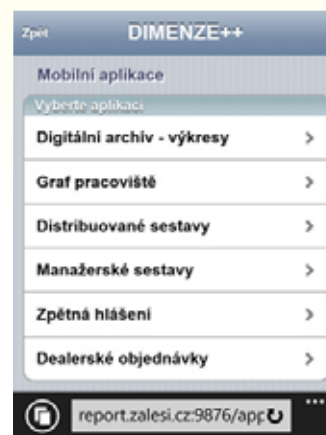 Zpět DIMENZE++
Mobilní aplikace
Vyberte aplikaci
Digitální archiv - výkresy
Graf pracoviště
Distribuované sestavy
Manažerské sestavy
Zpětná hlášení
Dealerské objednávky
report.zalesi.cz:9876/app